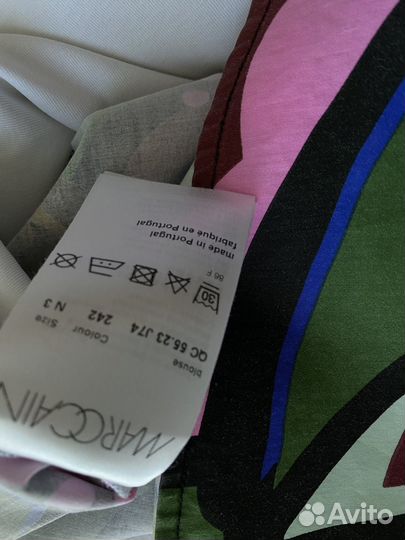 MARCCAIN
blouse
QC 55.23 J74 242 N 3
Colour Size
30
86 F
made in Portugal
fabriqué en Portugal
Avito